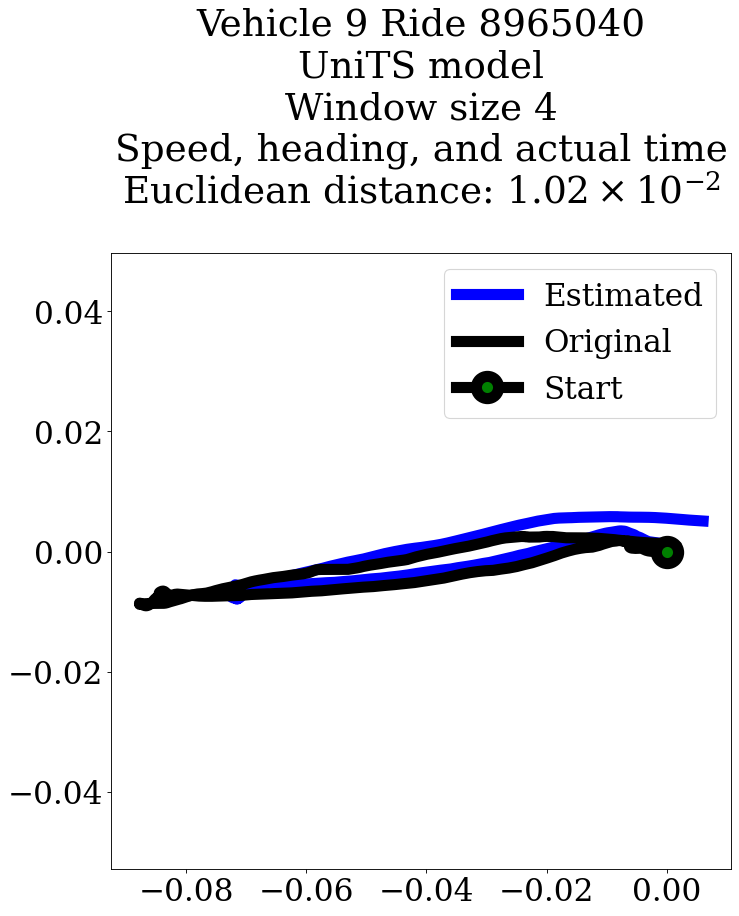 Vehicle 9 Ride 8965040
UniTS model
Window size 4
Speed, heading, and actual time
Euclidean distance: 1.02 × 10⁻²
Estimated
Original
Start
0.04
0.02
0.00
−0.02
−0.04
−0.08 −0.06 −0.04 −0.02 0.00